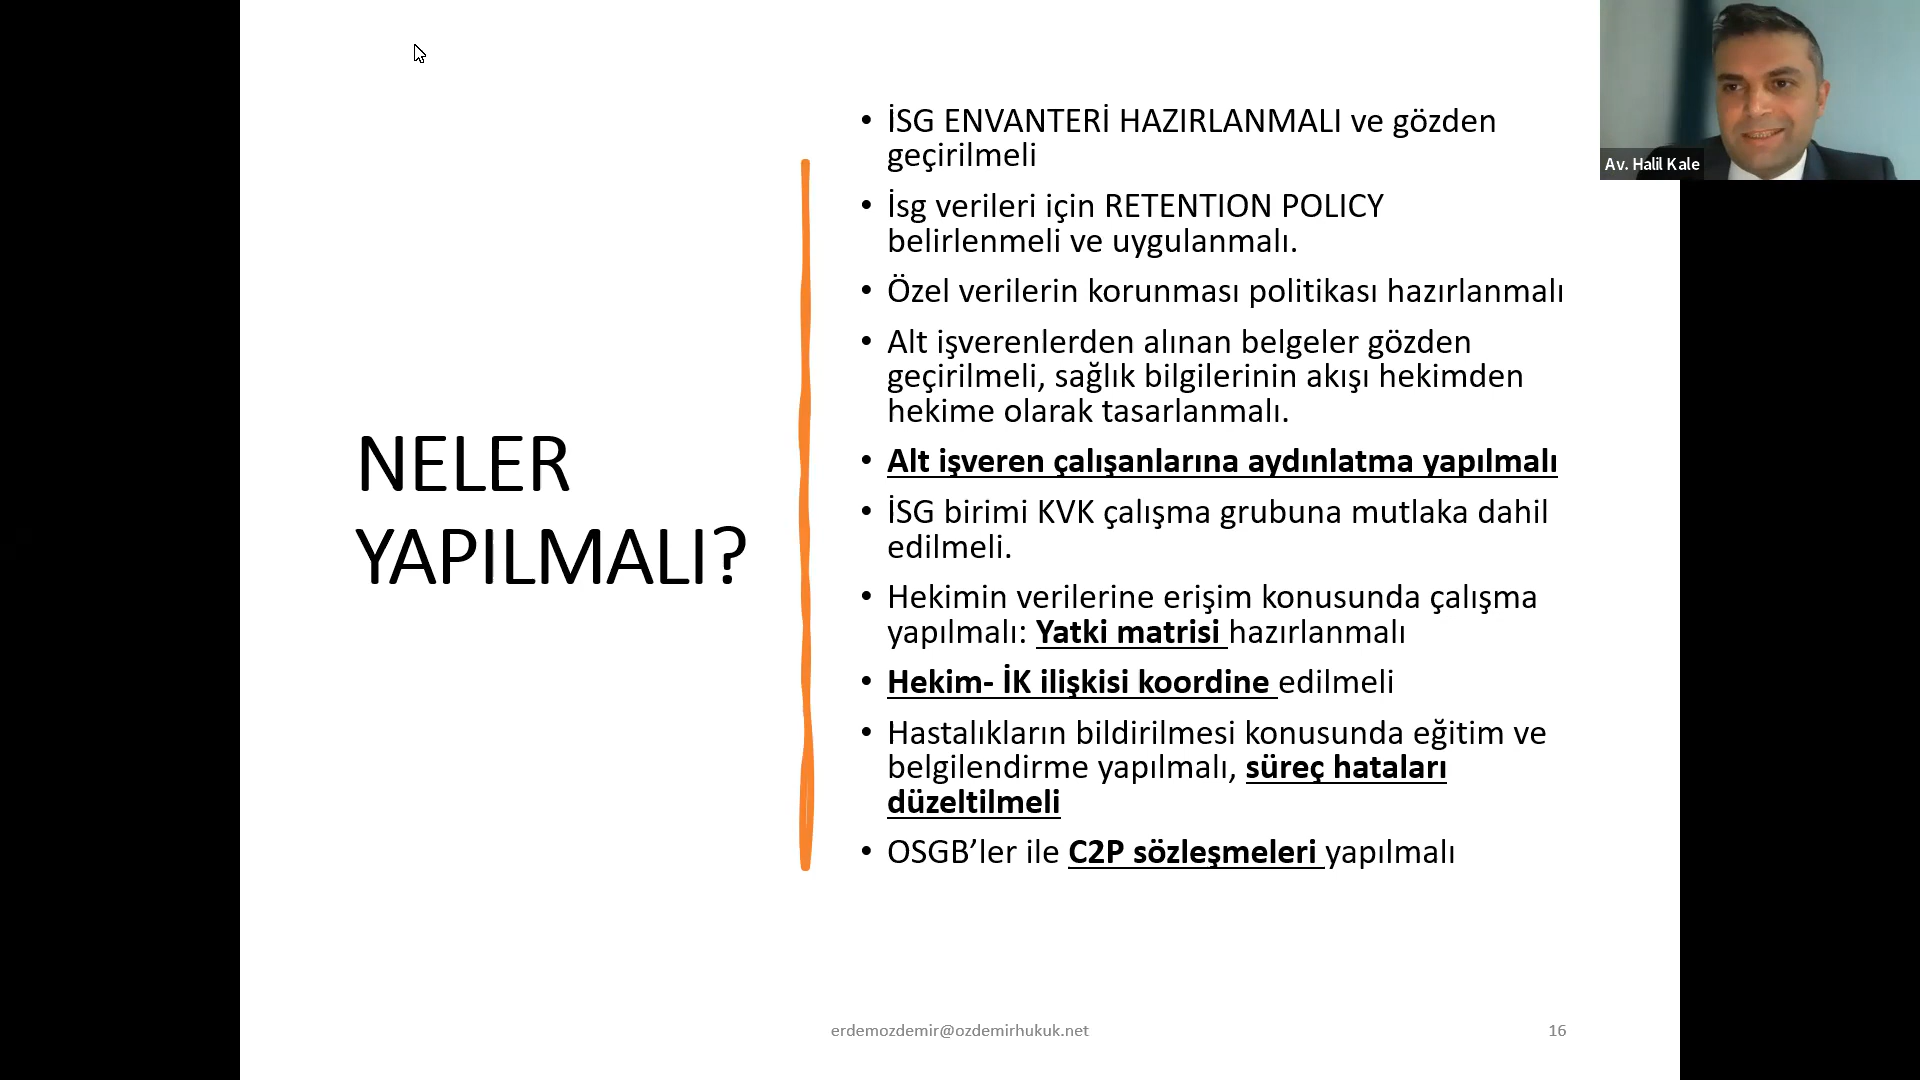 NELER
YAPILMALI?
• İSG ENVANTERİ HAZIRLANMALI ve gözden
geçirilmeli
• İsg verileri için RETENTION POLICY
belirlenmeli ve uygulanmalı.
• Özel verilerin korunması politikası hazırlanmalı
• Alt işverenlerden alınan belgeler gözden
geçirilmeli, sağlık bilgilerinin akışı hekimden
hekime olarak tasarlanmalı.
• Alt işveren çalışanlarına aydınlatma yapılmalı
• İSG birimi KVK çalışma grubuna mutlaka dahil
edilmeli.
• Hekimin verilerine erişim konusunda çalışma
yapılmalı: Yatki matrisi hazırlanmalı
• Hekim- İK ilişkisi koordine edilmeli
• Hastalıkların bildirilmesi konusunda eğitim ve
belgilendirme yapılmalı, süreç hataları
düzeltilmeli
• OSGB’ler ile C2P sözleşmeleri yapılmalı
erdemozdemir@ozdemirhukuk.net
16
Av. Halil Kale